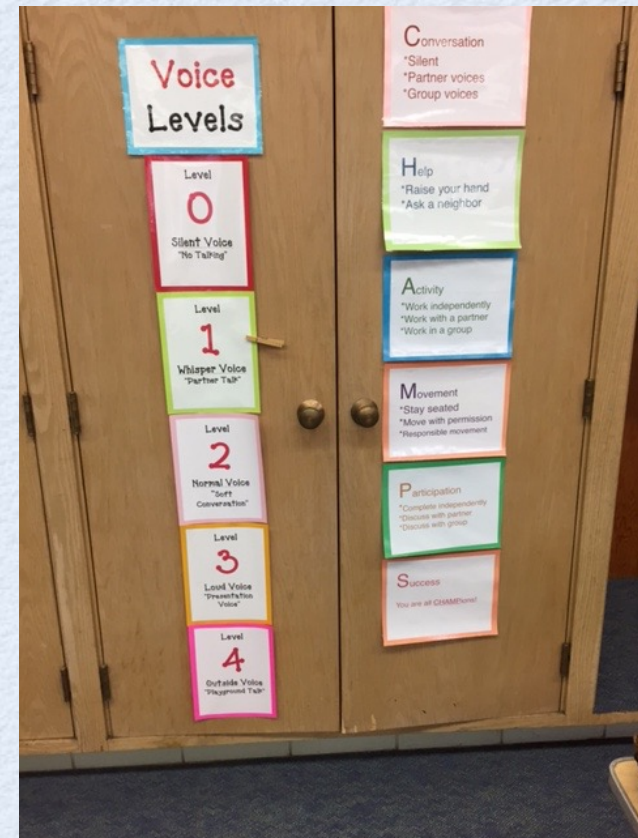 Voice
Levels
Level
0
Silent Voice
"No Talking"
Level
1
Whisper Voice
"Partner Talk"
Level
2
Normal Voice
"Soft
Conversation"
Level
3
Loud Voice
"Presentation
Voice"
Level
4
Outside Voice
"Playground Talk"
Conversation
*Silent
*Partner voices
*Group voices
Help
*Raise your hand
*Ask a neighbor
Activity
*Work independently
*Work with a partner
*Work in a group
Movement
*Stay seated
*Move with permission
*Responsible movement
Participation
*Complete independently
*Discuss with partner
*Discuss with group
Success
You are all CHAMPions!